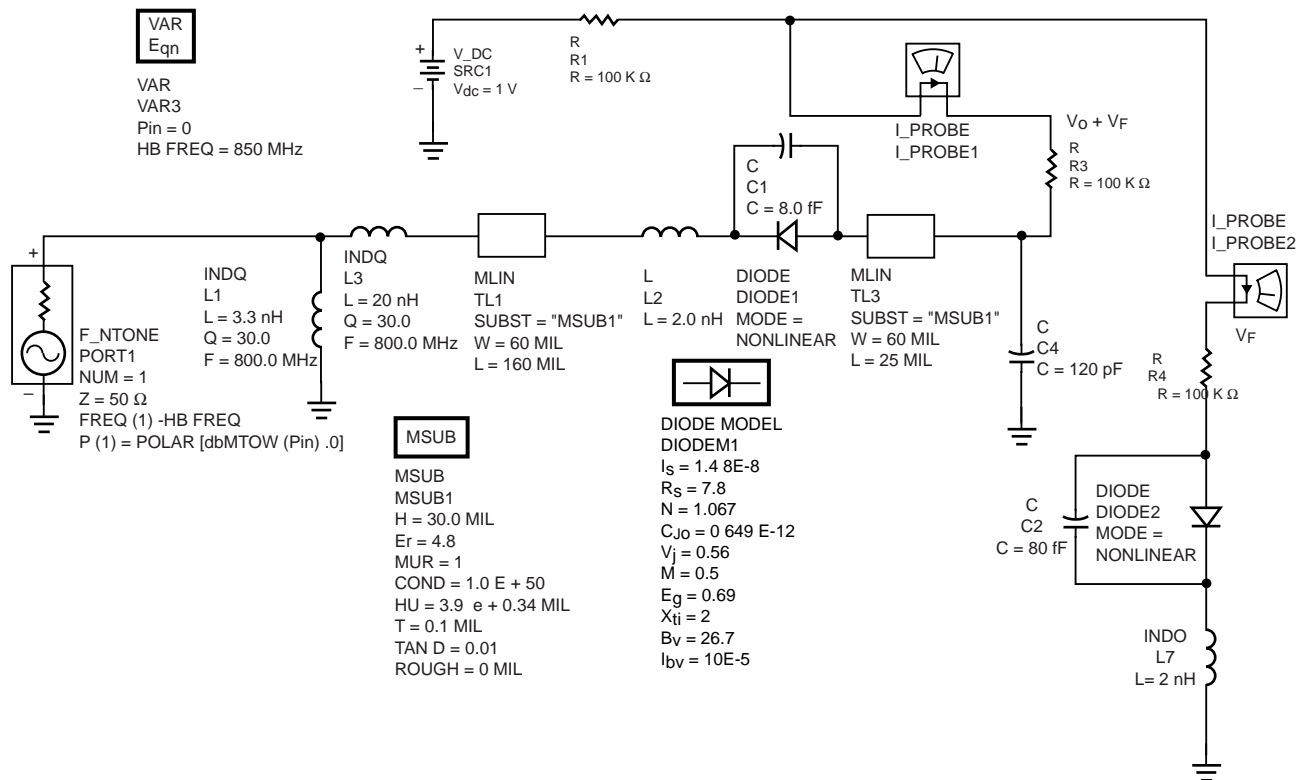 VAR
Eqn
VAR
VAR3
Pin = 0
HB FREQ = 850 MHz
+
–
V_DC
SRC1
Vdc = 1 V
R
R1
R = 100 K Ω
I_PROBE
I_PROBE1
Vo + VF
R
R3
R = 100 K Ω
C
C1
C = 8.0 fF
I_PROBE
I_PROBE2
VF
+
–
F_NTONE
PORT1
NUM = 1
Z = 50 Ω
FREQ (1) -HB FREQ
P (1) = POLAR [dbMTOW (Pin) .0]
INDQ
L1
L = 3.3 nH
Q = 30.0
F = 800.0 MHz
INDQ
L3
L = 20 nH
Q = 30.0
F = 800.0 MHz
MLIN
TL1
SUBST = "MSUB1"
W = 60 MIL
L = 160 MIL
L
L2
L = 2.0 nH
DIODE
DIODE1
MODE =
NONLINEAR
MLIN
TL3
SUBST = "MSUB1"
W = 60 MIL
L = 25 MIL
C
C4
C = 120 pF
R
R4
R = 100 K Ω
MSUB
MSUB
MSUB1
H = 30.0 MIL
Er = 4.8
MUR = 1
COND = 1.0 E + 50
HU = 3.9 e + 0.34 MIL
T = 0.1 MIL
TAN D = 0.01
ROUGH = 0 MIL
DIODE MODEL
DIODEM1
IS = 1.4 8E-8
RS = 7.8
N = 1.067
CJo = 0 649 E-12
Vj = 0.56
M = 0.5
Eg = 0.69
Xti = 2
Bv = 26.7
Ibv = 10E-5
C
C2
C = 80 fF
DIODE
DIODE2
MODE =
NONLINEAR
INDO
L7
L= 2 nH